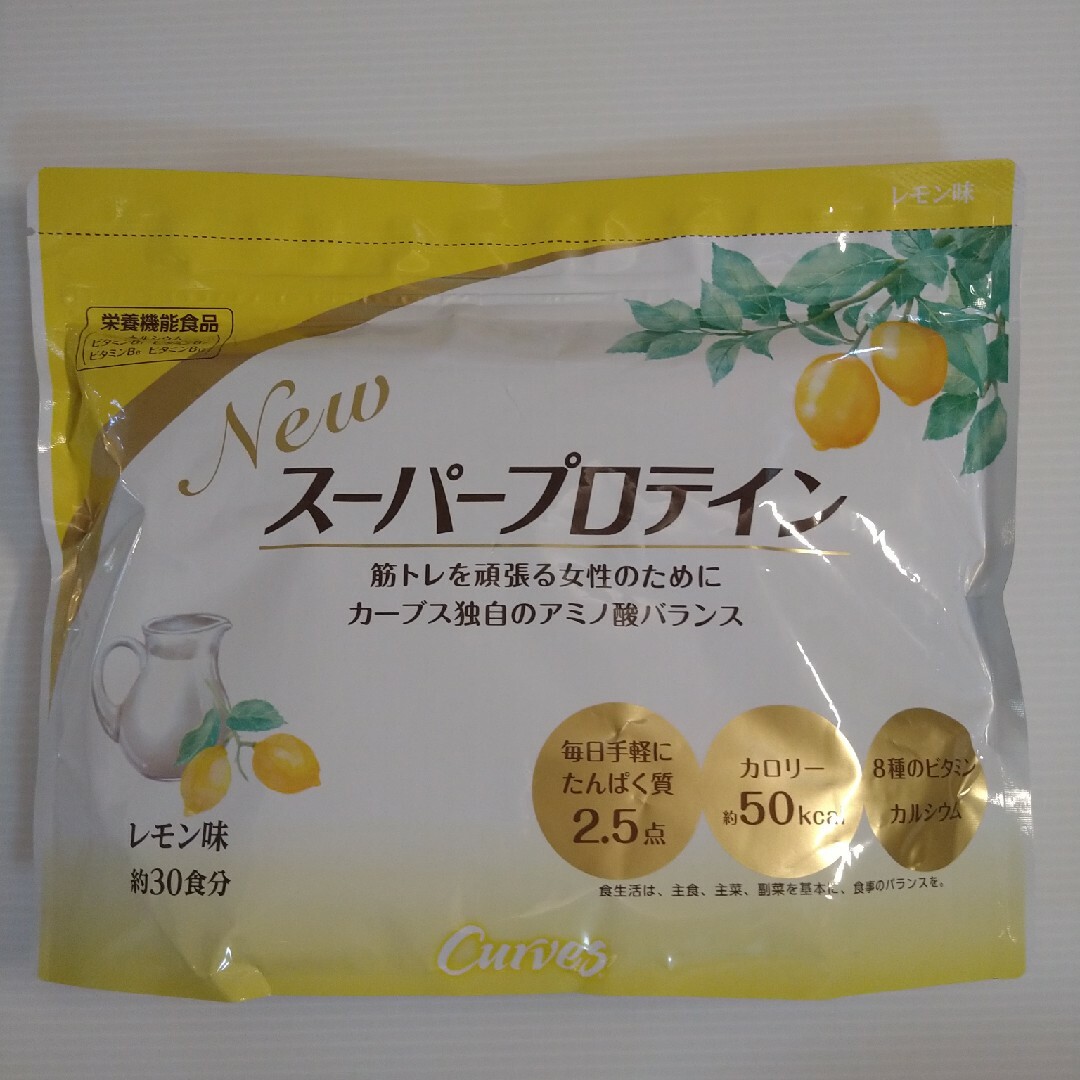 レモン味
栄養機能食品
New
スーパープロテイン
筋トレを頑張る女性のために
カーブス独自のアミノ酸バランス
毎日手軽に
たんぱく質
2.5点
カロリー
約50kcal
8種のビタミン
カルシウム
レモン味
約30食分
食生活は、主食、主菜、副菜を基本に、食事のバランスを。
Curves